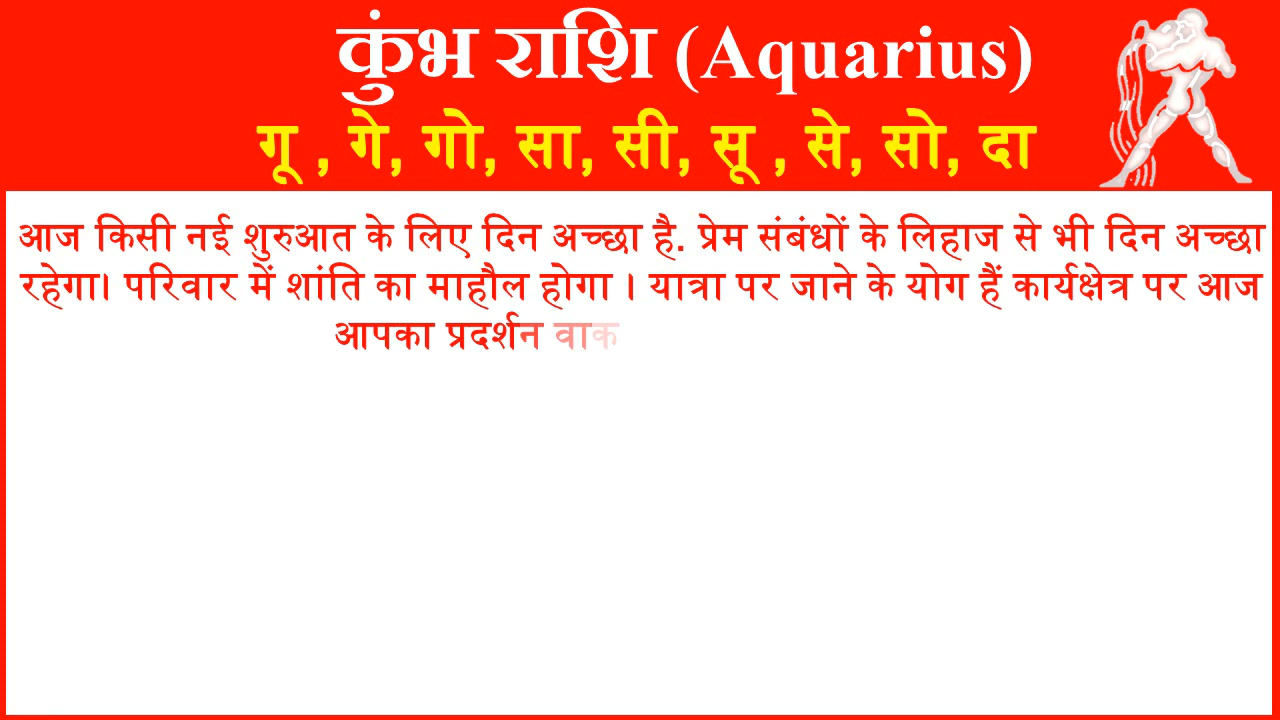 कुंभ राशि (Aquarius)
गू , गे, गो, सा, सी, सू , से, सो, दा
आज किसी नई शुरुआत के लिए दिन अच्छा है. प्रेम संबंधों के लिहाज से भी दिन अच्छा
रहेगा। परिवार में शांति का माहौल होगा । यात्रा पर जाने के योग हैं कार्यक्षेत्र पर आज
आपका प्रदर्शन वाक